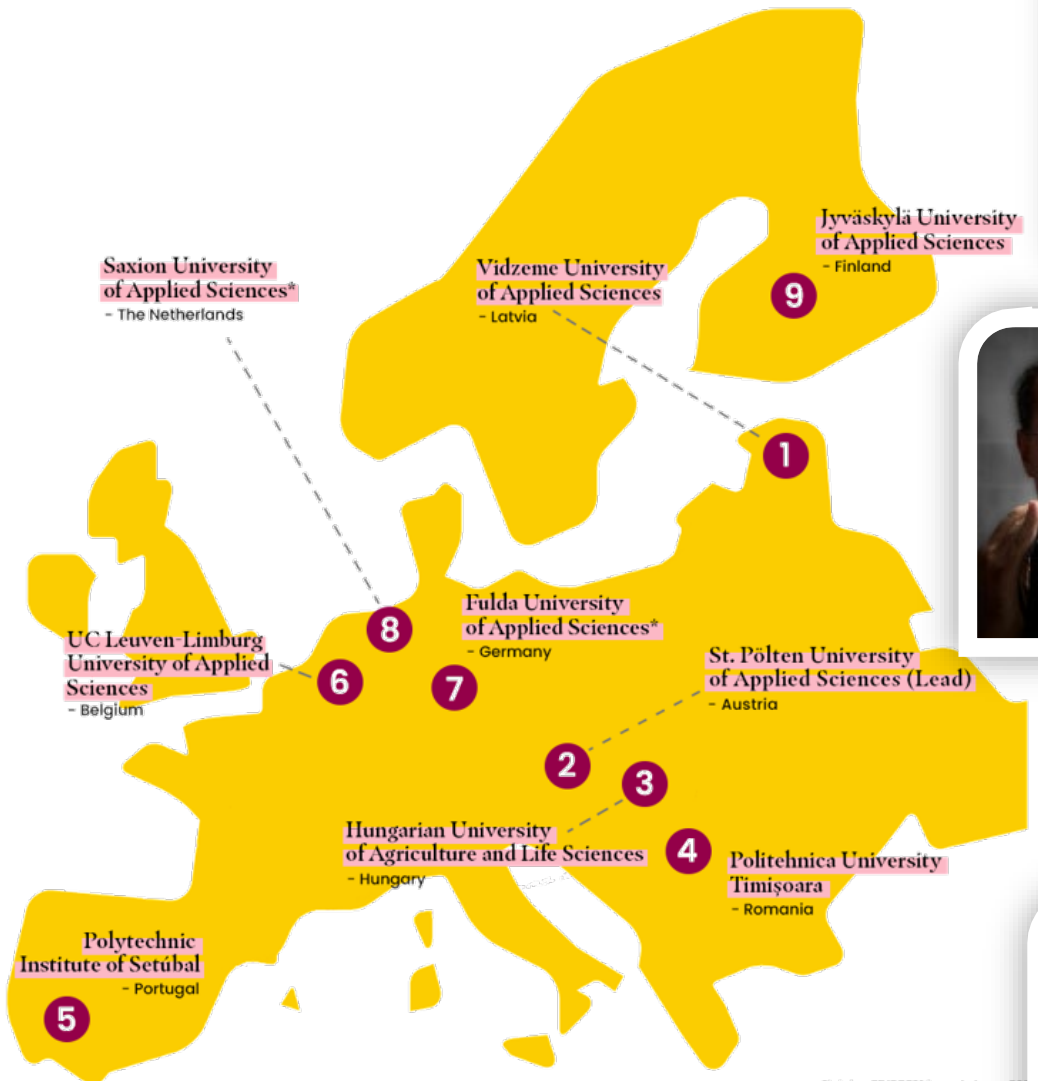 Jyväskylä University
of Applied Sciences
- Finland
9
Saxion University
of Applied Sciences*
- The Netherlands
Vidzeme University
of Applied Sciences
- Latvia
1
8
Fulda University
of Applied Sciences*
- Germany
7
UC Leuven-Limburg
University of Applied
Sciences
- Belgium
6
St. Pölten University
of Applied Sciences (Lead)
- Austria
2
3
Hungarian University
of Agriculture and Life Sciences
- Hungary
4
Politehnica University
Timişoara
- Romania
Polytechnic
Institute of Setúbal
- Portugal
5